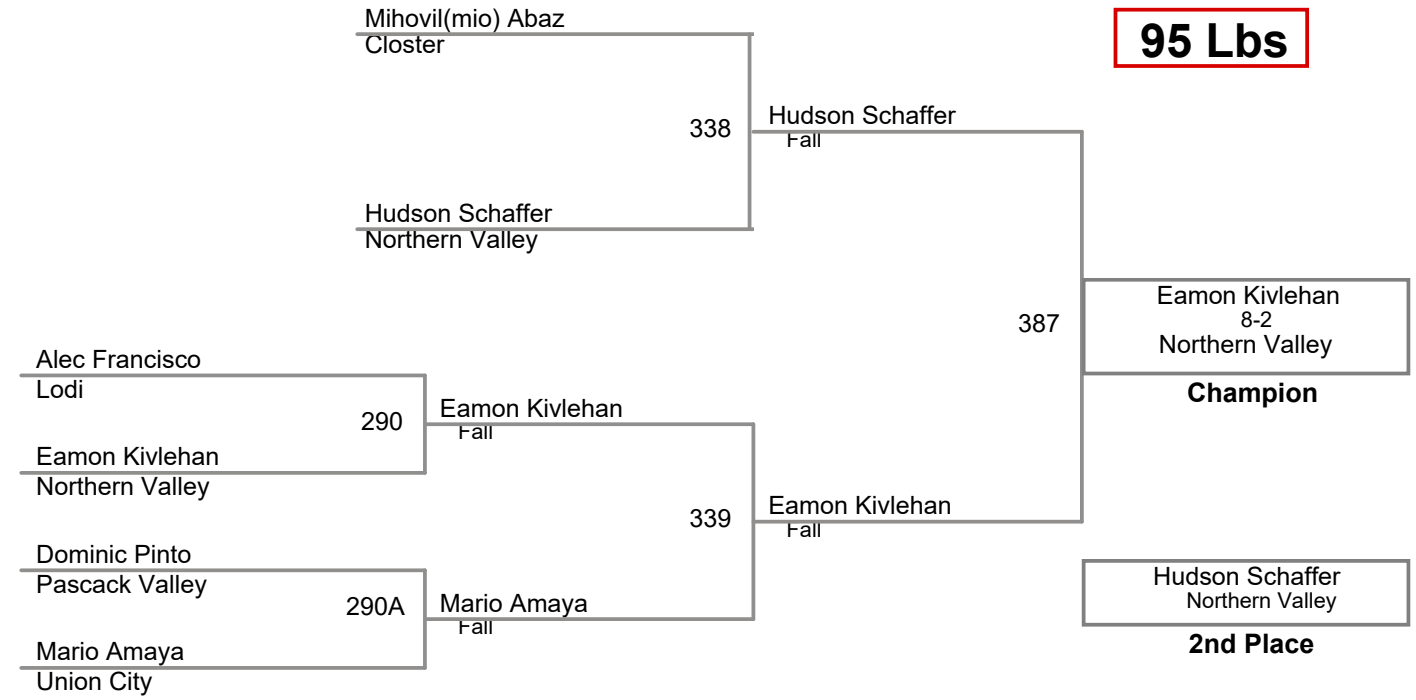 Mihovil(mio) Abaz
Closter
95 Lbs
338
Hudson Schaffer
Fall
Hudson Schaffer
Northern Valley
387
Eamon Kivlehan
8-2
Northern Valley
Champion
Alec Francisco
Lodi
290
Eamon Kivlehan
Fall
Eamon Kivlehan
Northern Valley
339
Eamon Kivlehan
Fall
Dominic Pinto
Pascack Valley
290A
Mario Amaya
Fall
Mario Amaya
Union City
Hudson Schaffer
Northern Valley
2nd Place